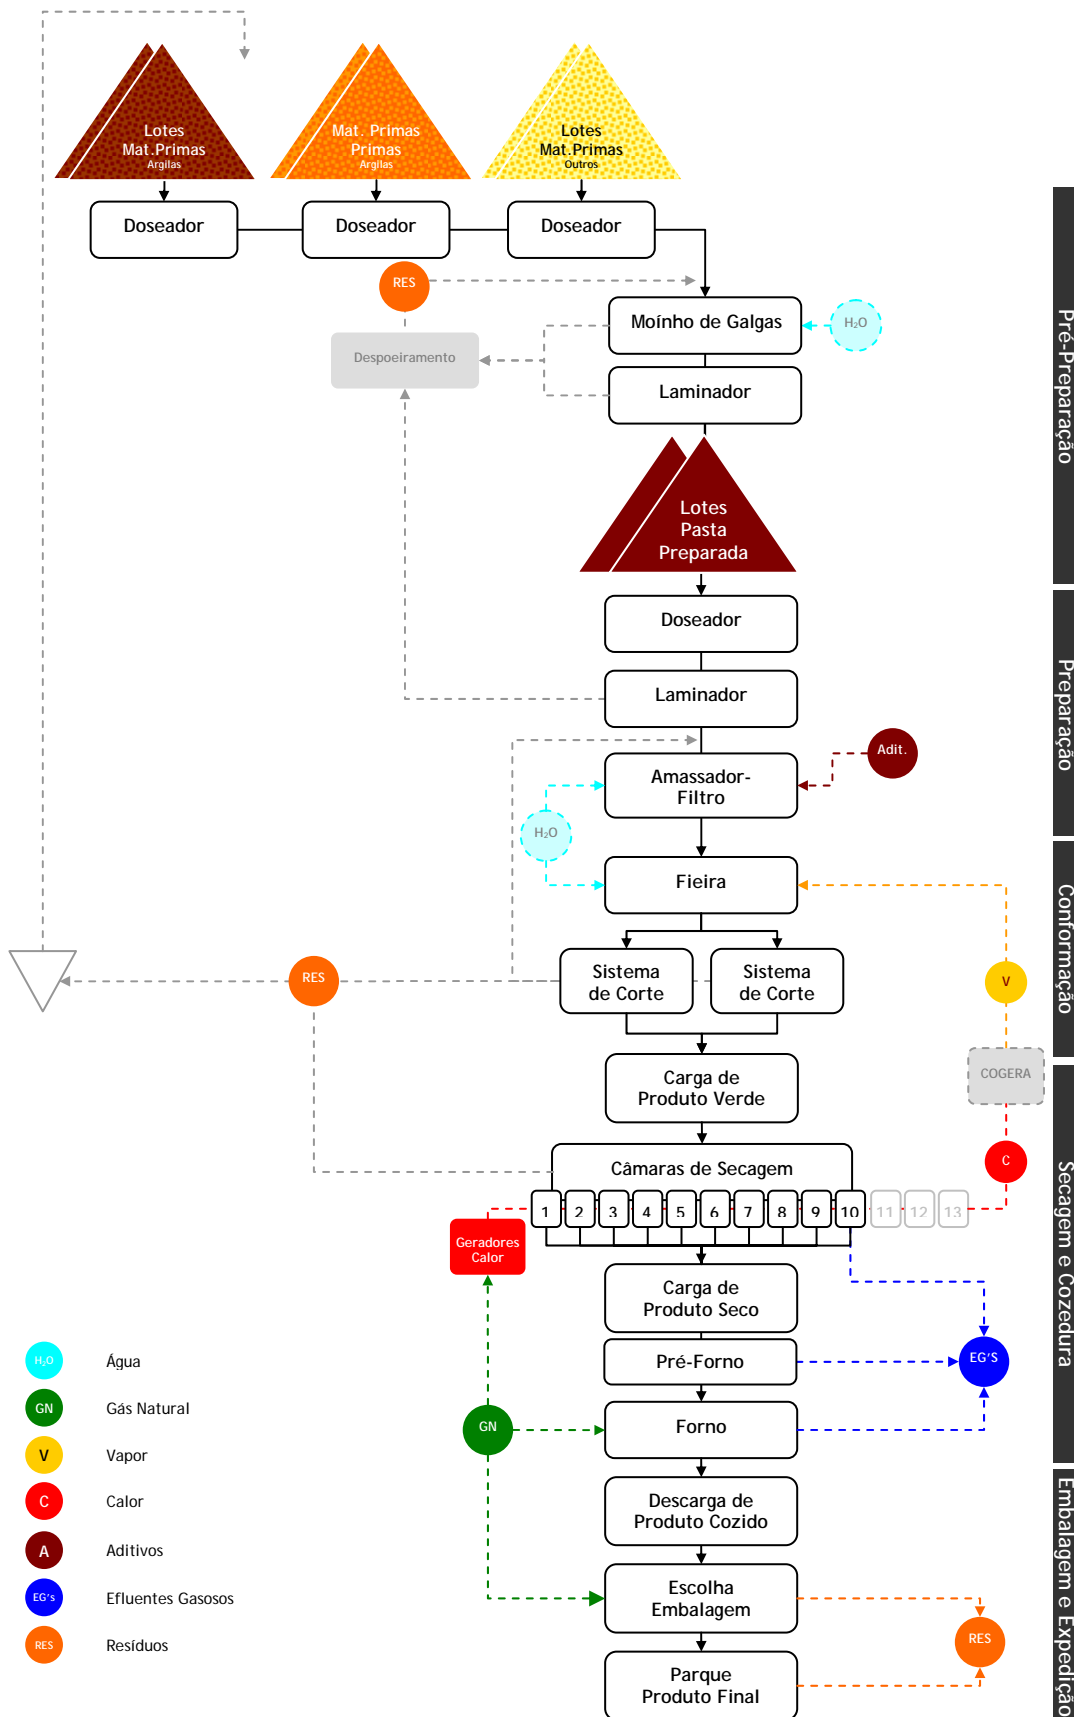 Lotes
Mat.Primas
Argilas
Mat. Primas
Primas
Argilas
Lotes
Mat.Primas
Outros
Doseador
Doseador
Doseador
RES
Moínho de Galgas
H₂O
Despoeiramento
Laminador
Pré-Preparação
Lotes
Pasta
Preparada
Doseador
Laminador
Preparação
Adit.
Amassador-
Filtro
H₂O
Fieira
Conformação
RES
Sistema
de Corte
Sistema
de Corte
V
COGERA
Carga de
Produto Verde
C
Câmaras de Secagem
1 2 3 4 5 6 7 8 9 10 11 12 13
Geradores
Calor
Secagem e Cozedura
Carga de
Produto Seco
Pré-Forno
EG'S
GN
Forno
Descarga de
Produto Cozido
Escolha
Embalagem
RES
Parque
Produto Final
Embalagem e Expedição
H₂O Água
GN Gás Natural
V Vapor
C Calor
A Aditivos
EG's Efluentes Gasosos
RES Resíduos